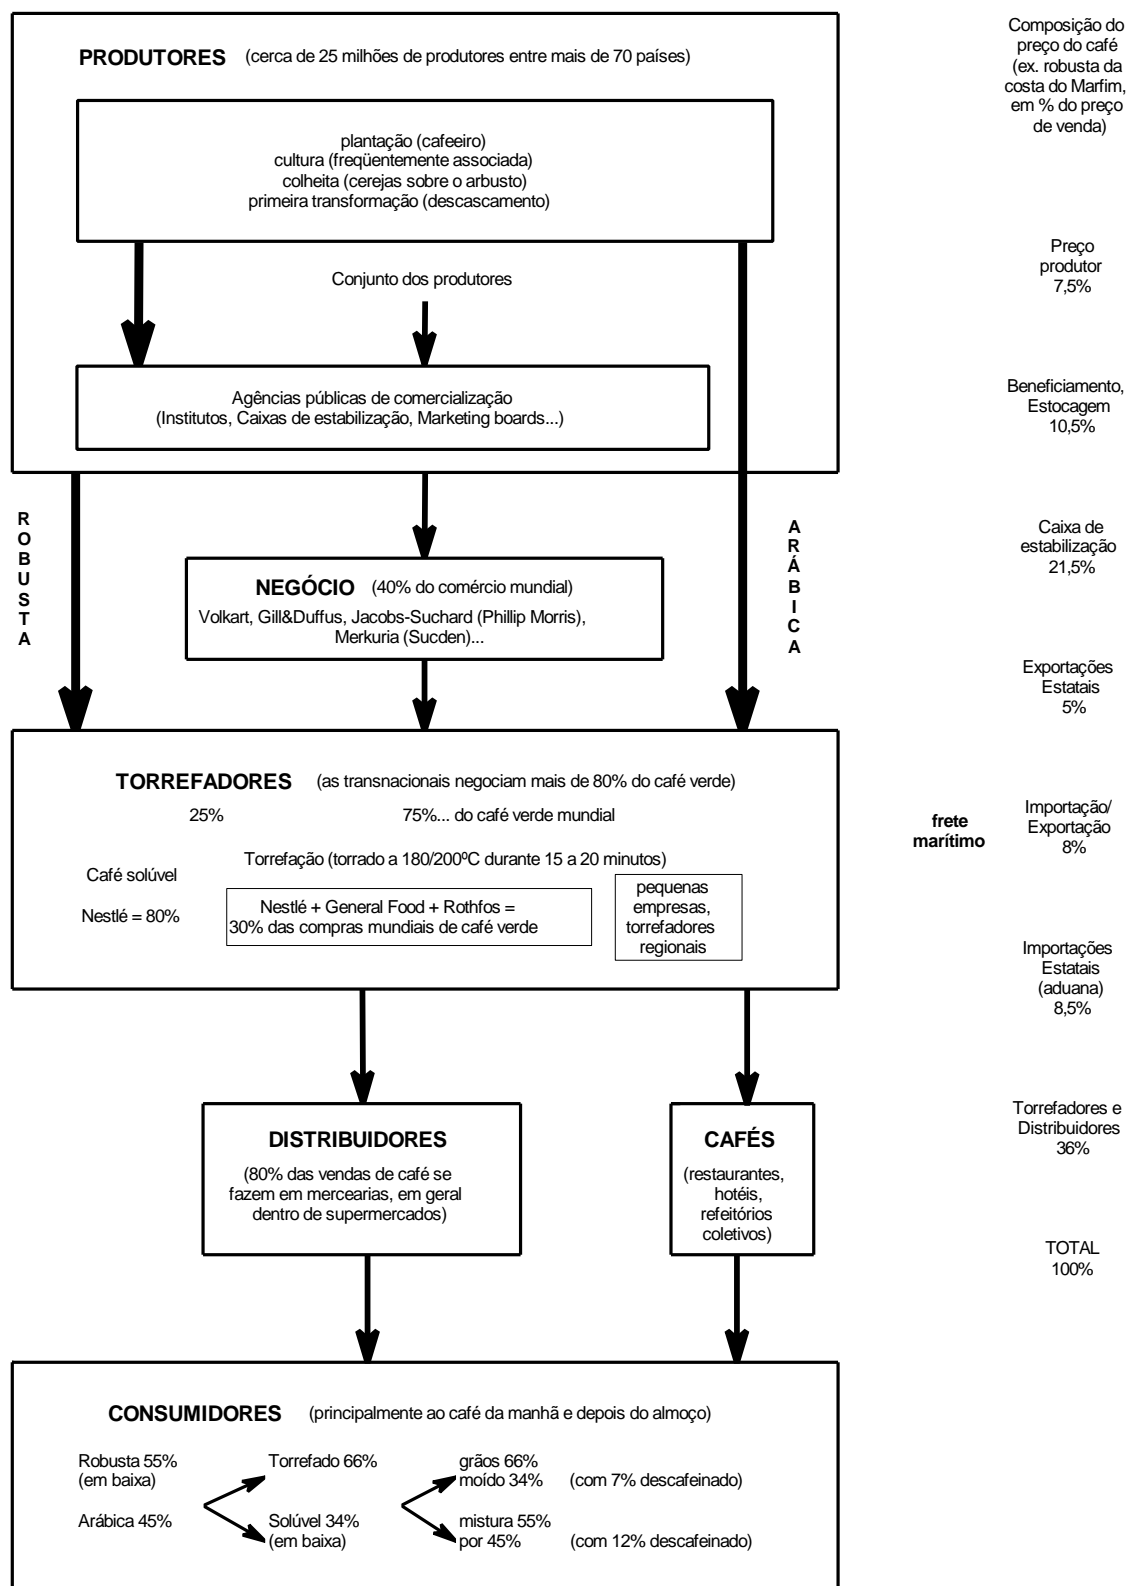 PRODUTORES (cerca de 25 milhões de produtores entre mais de 70 países)
plantação (cafeeiro)
cultura (freqüentemente associada)
colheita (cerejas sobre o arbusto)
primeira transformação (descascamento)
Conjunto dos produtores
Agências públicas de comercialização
(Institutos, Caixas de estabilização, Marketing boards...)
ROBUSTA
ARÁBICA
NEGÓCIO (40% do comércio mundial)
Volkart, Gill&Duffus, Jacobs-Suchard (Phillip Morris),
Merkuria (Sucden)...
TORREFADORES (as transnacionais negociam mais de 80% do café verde)
25% 75%... do café verde mundial
Torrefação (torrado a 180/200ºC durante 15 a 20 minutos)
Café solúvel
Nestlé = 80%
Nestlé + General Food + Rothfos =
30% das compras mundiais de café verde
pequenas
empresas,
torrefadores
regionais
DISTRIBUIDORES
(80% das vendas de café se
fazem em mercearias, em geral
dentro de supermercados)
CAFÉS
(restaurantes,
hotéis,
refeitórios
coletivos)
CONSUMIDORES (principalmente ao café da manhã e depois do almoço)
Robusta 55%
(em baixa)
Arábica 45%
Torrefado 66%
Solúvel 34%
(em baixa)
grãos 66%
moído 34% (com 7% descafeinado)
mistura 55%
por 45% (com 12% descafeinado)
Composição do
preço do café
(ex. robusta da
costa do Marfim,
em % do preço
de venda)
Preço
produtor
7,5%
Beneficiamento,
Estocagem
10,5%
Caixa de
estabilização
21,5%
Exportações
Estatais
5%
frete
marítimo
Importação/
Exportação
8%
Importações
Estatais
(aduana)
8,5%
Torrefadores e
Distribuidores
36%
TOTAL
100%